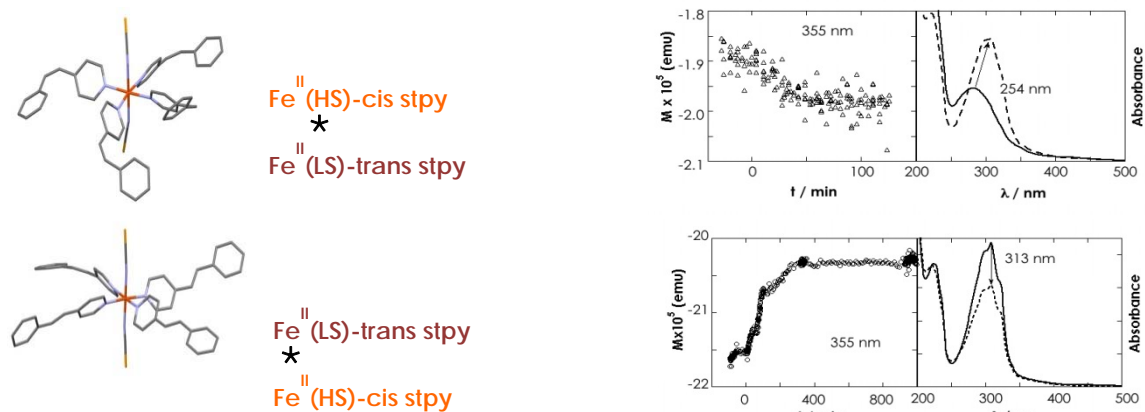 Fe^II(HS)-cis stpy
*
Fe^II(LS)-trans stpy
-1.8
-1.9
-2.0
-2.1
M x 10^5 (emu)
355 nm
0
50
100
t / min
254 nm
200
300
400
500
λ / nm
Absorbance
Fe^II(LS)-trans stpy
*
Fe^II(HS)-cis stpy
-20
-21
-22
Mx10^5 (emu)
355 nm
0
400
800
313 nm
200
300
400
500
Absorbance